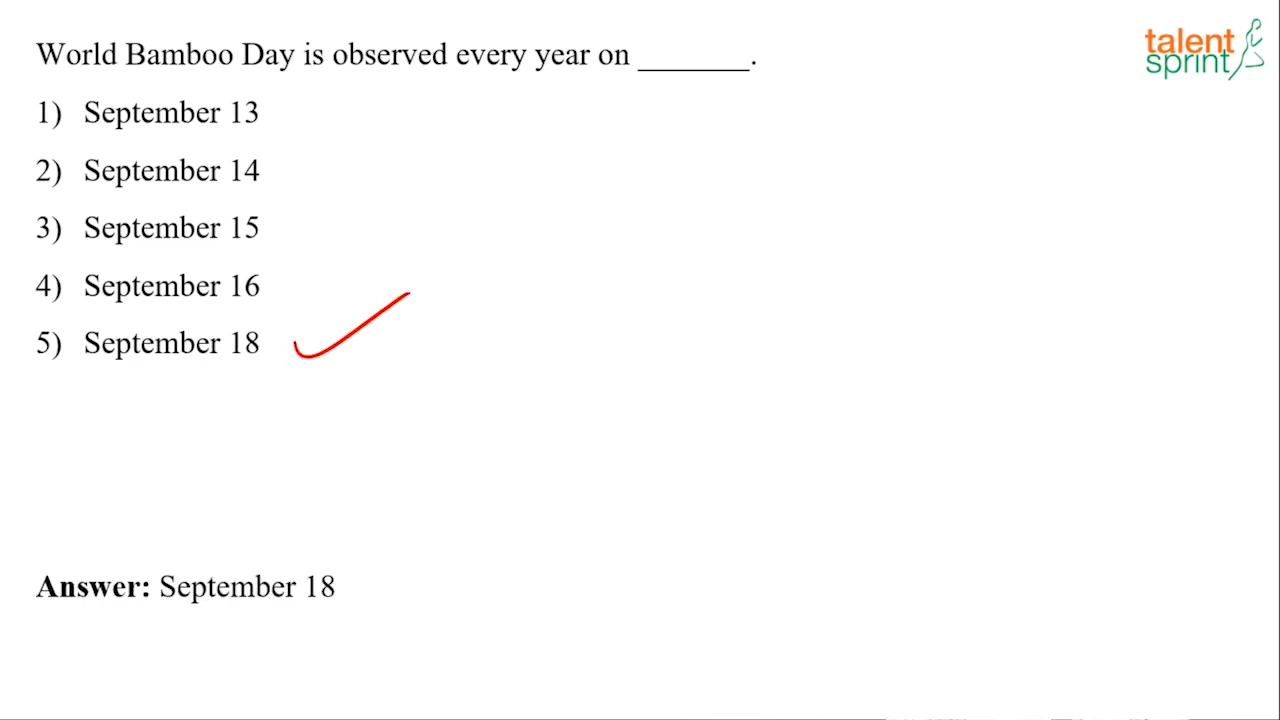 World Bamboo Day is observed every year on _______.
talent
sprint
1) September 13
2) September 14
3) September 15
4) September 16
5) September 18
Answer: September 18